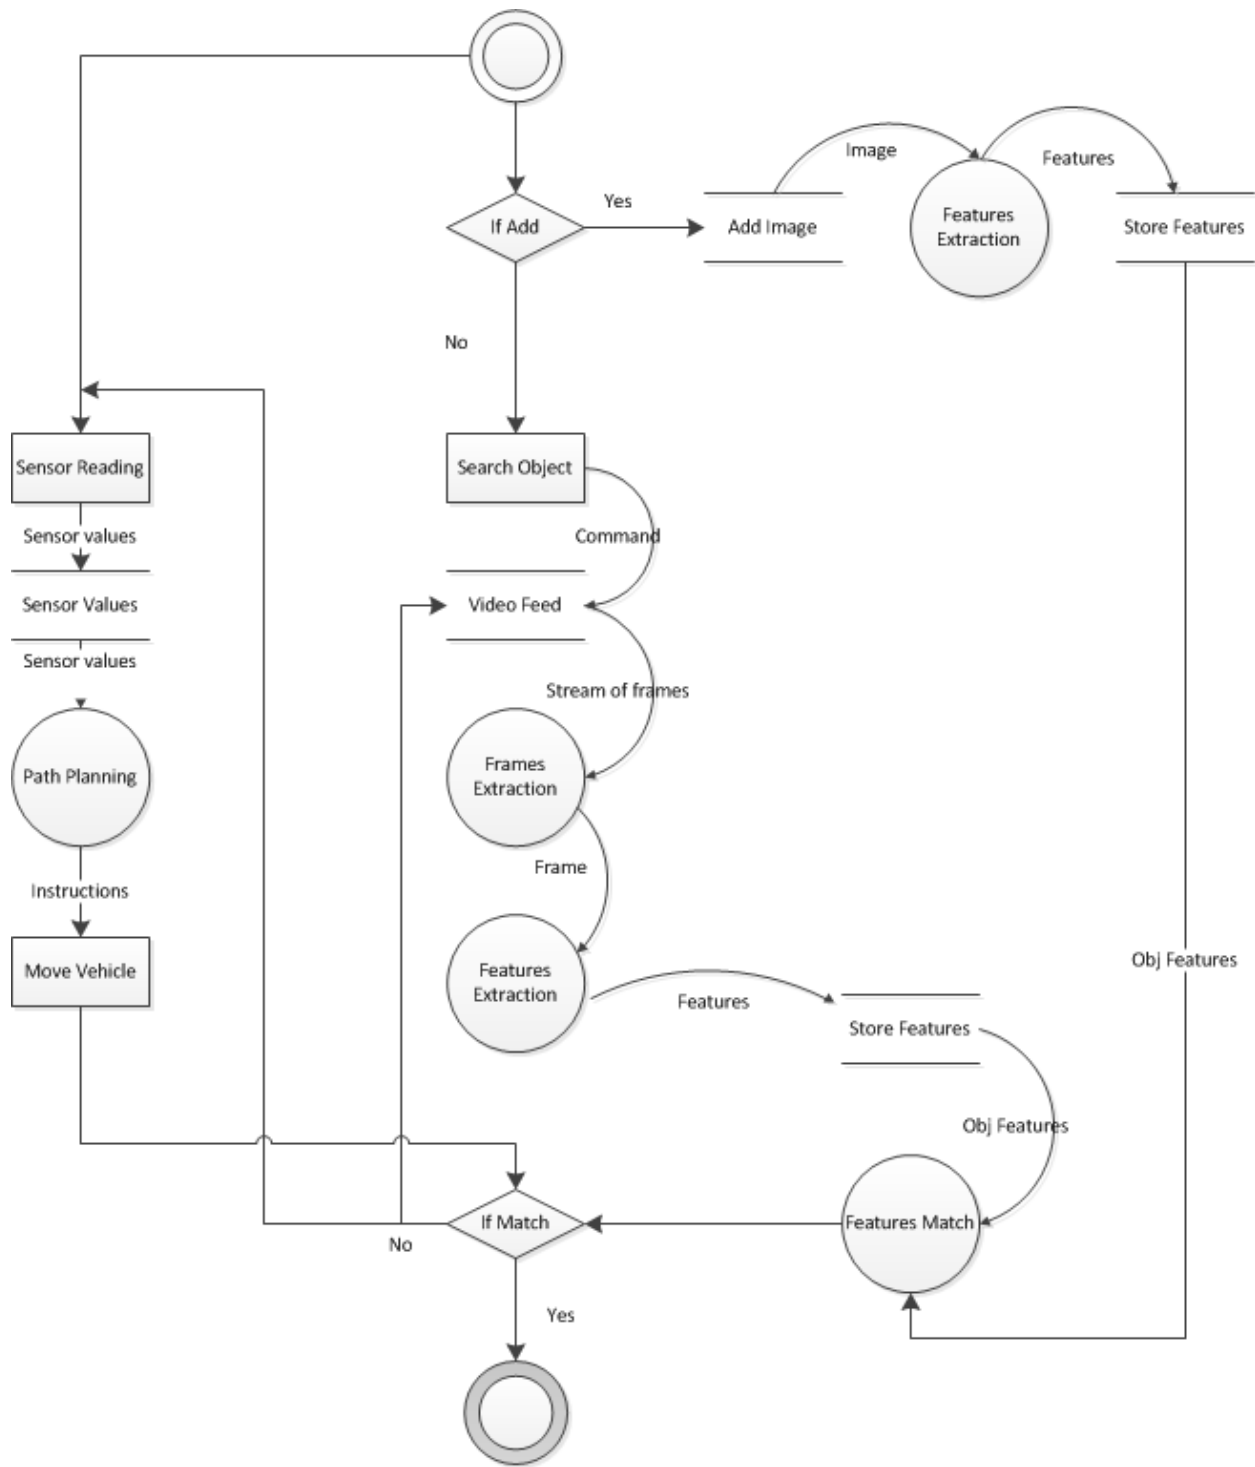 Image
Features
Yes
If Add
Add Image
Features
Extraction
Store Features
No
Sensor Reading
Search Object
Sensor values
Command
Sensor Values
Video Feed
Sensor values
Stream of frames
Path Planning
Frames
Extraction
Frame
Instructions
Move Vehicle
Features
Extraction
Obj Features
Features
Store Features
Obj Features
If Match
Features Match
No
Yes